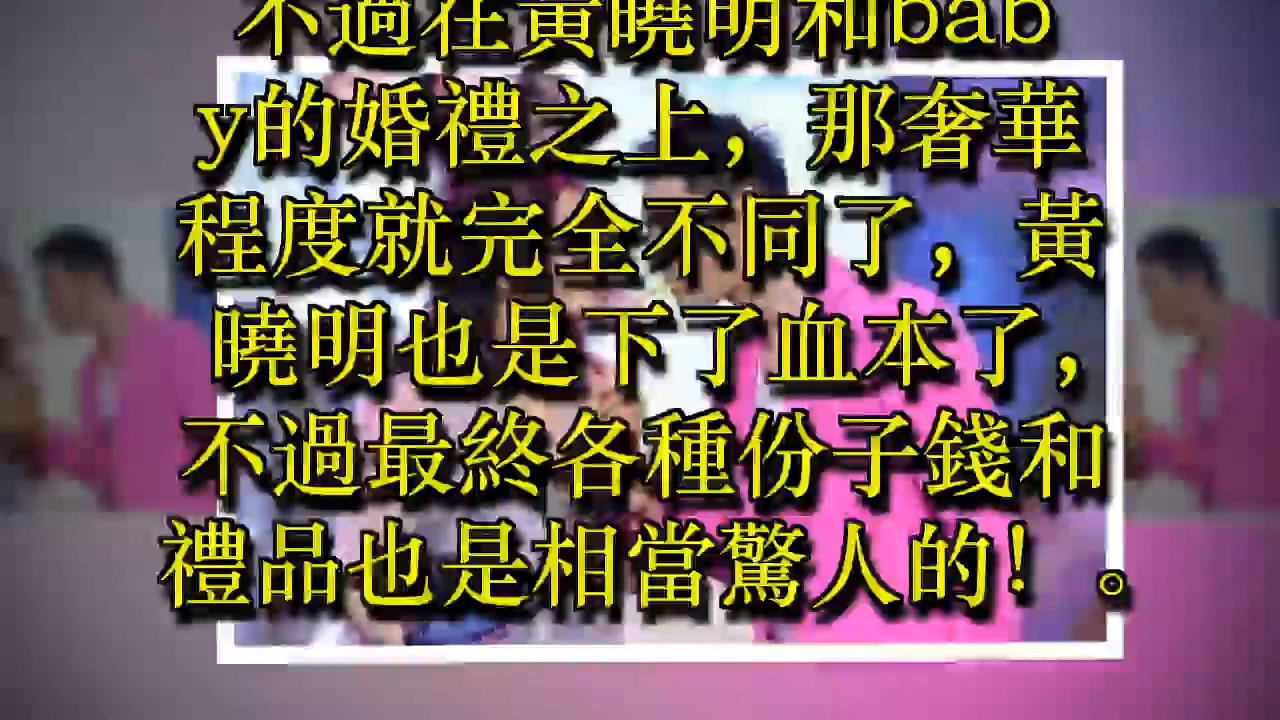 不過在黃曉明和bab
y的婚禮之上，那奢華
程度就完全不同了，黃
曉明也是下了血本了，
不過最終各種份子錢和
禮品也是相當驚人的！。